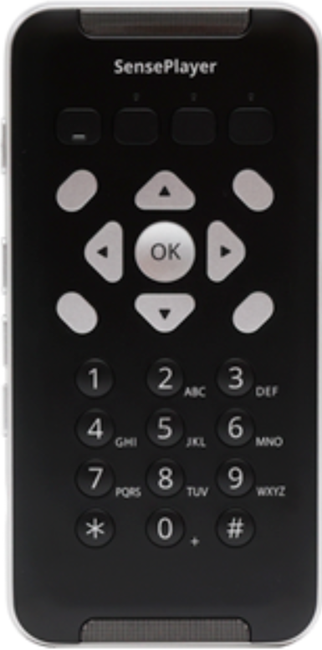 SensePlayer
OK
1 2 ABC 3 DEF
4 GHI 5 JKL 6 MNO
7 PQRS 8 TUV 9 WXYZ
* 0 + #